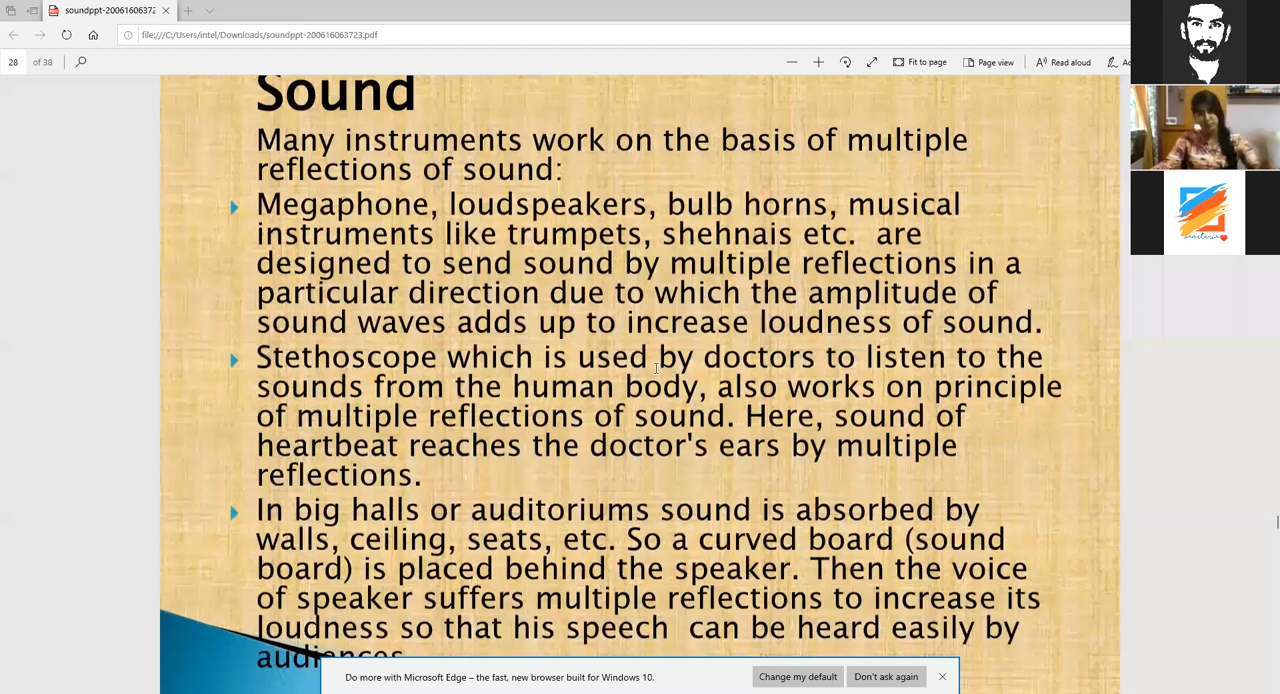 soundppt-20061606372
file:///C:/Users/intel/Downloads/soundppt-200616063723.pdf
28 of 38
Fit to page
Page view
Read aloud
Sound
Many instruments work on the basis of multiple
reflections of sound:
Megaphone, loudspeakers, bulb horns, musical
instruments like trumpets, shehnais etc. are
designed to send sound by multiple reflections in a
particular direction due to which the amplitude of
sound waves adds up to increase loudness of sound.
Stethoscope which is used by doctors to listen to the
sounds from the human body, also works on principle
of multiple reflections of sound. Here, sound of
heartbeat reaches the doctor's ears by multiple
reflections.
In big halls or auditoriums sound is absorbed by
walls, ceiling, seats, etc. So a curved board (sound
board) is placed behind the speaker. Then the voice
of speaker suffers multiple reflections to increase its
loudness so that his speech can be heard easily by
audiences
Do more with Microsoft Edge – the fast, new browser built for Windows 10.
Change my default
Don't ask again